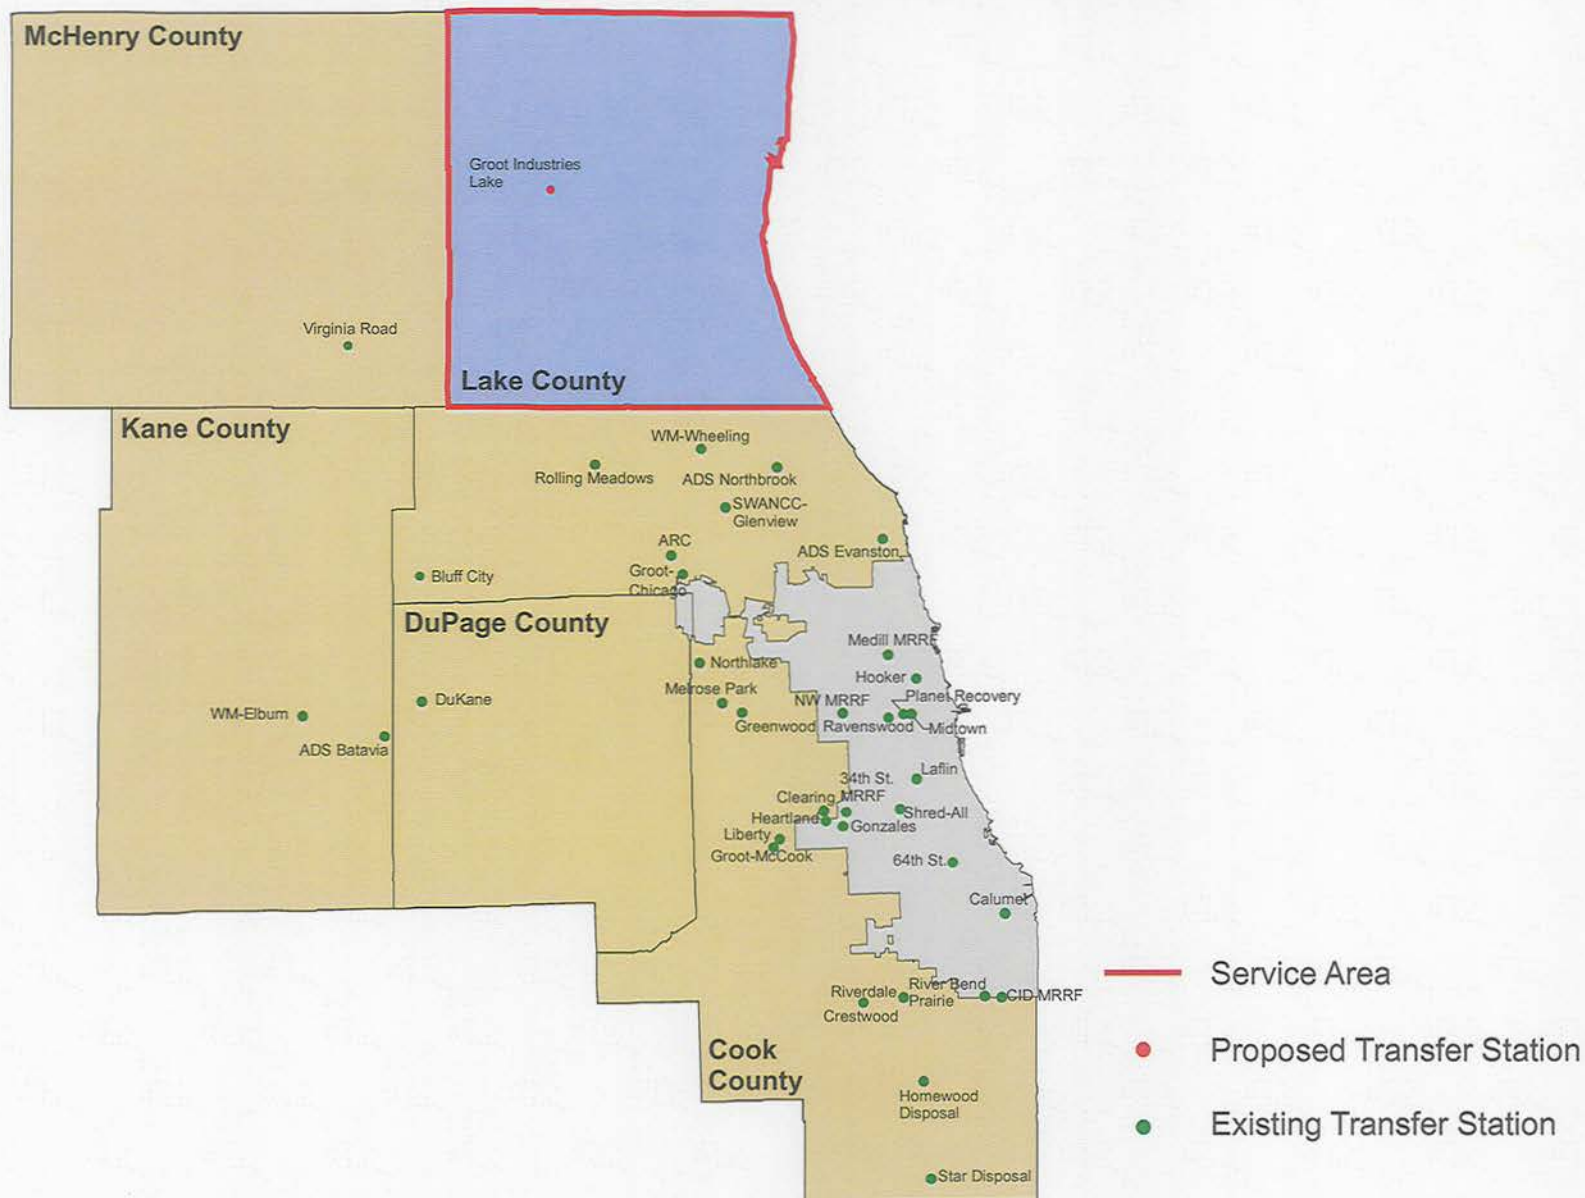 McHenry County
Groot Industries
Lake
Virginia Road
Lake County
Kane County
WM-Wheeling
Rolling Meadows
ADS Northbrook
SWANCC-
Glenview
ARC
ADS Evanston
Groot-
Chicago
Bluff City
DuPage County
Medill MRRF
Northlake
Hooker
Melrose Park
NW MRRF
Planet Recovery
DuKane
WM-Elburn
Greenwood
Ravenswood
Midtown
ADS Batavia
Laflin
34th St.
MRRF
Clearing
Heartland
Shred-All
Gonzales
Liberty
Groot-McCook
64th St.
Calumet
Service Area
River Bend
Prairie
Riverdale
CID MRRF
Crestwood
Cook
County
Proposed Transfer Station
Homewood
Disposal
Existing Transfer Station
Star Disposal